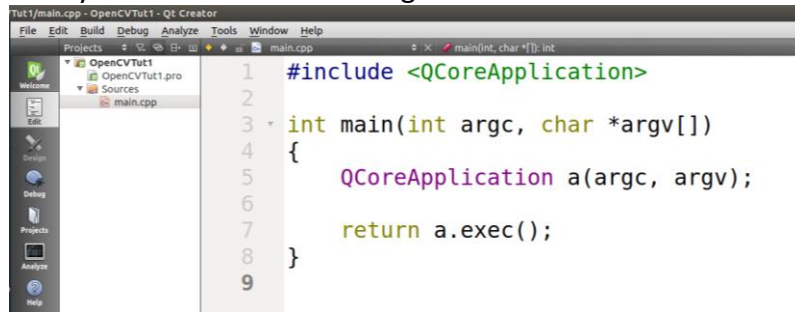 Tut1/main.cpp - OpenCVTut1 - Qt Creator
File Edit Build Debug Analyze Tools Window Help
Projects main.cpp main(int, char *[]): int
Welcome
Edit
Design
Debug
Projects
Analyze
Help
OpenCVTut1
OpenCVTut1.pro
Sources
main.cpp
1 #include <QCoreApplication>
2
3 int main(int argc, char *argv[])
4 {
5 QCoreApplication a(argc, argv);
6
7 return a.exec();
8 }
9